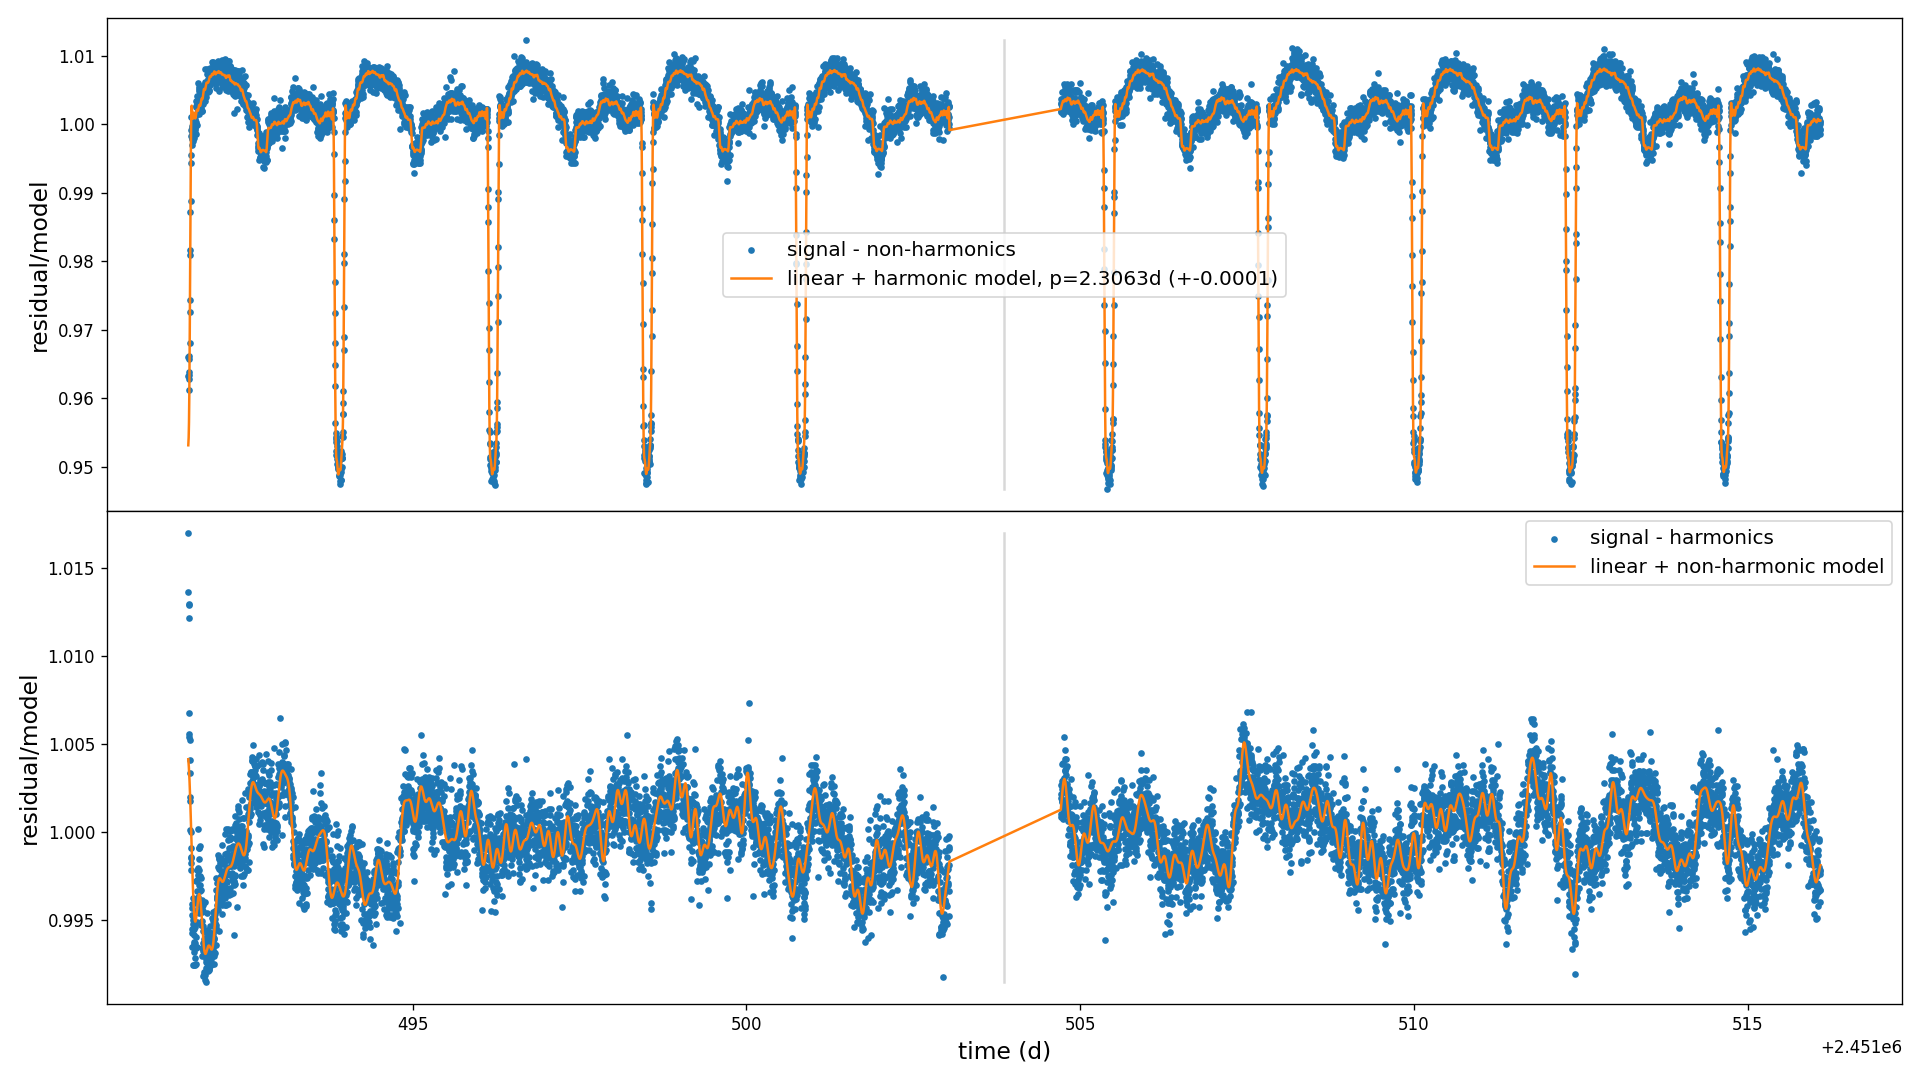 1.01
1.00
0.99
0.98
0.97
0.96
0.95
residual/model
signal - non-harmonics
linear + harmonic model, p=2.3063d (+-0.0001)
1.015
1.010
1.005
1.000
0.995
residual/model
signal - harmonics
linear + non-harmonic model
495
500
505
510
515
time (d)
+2.451e6